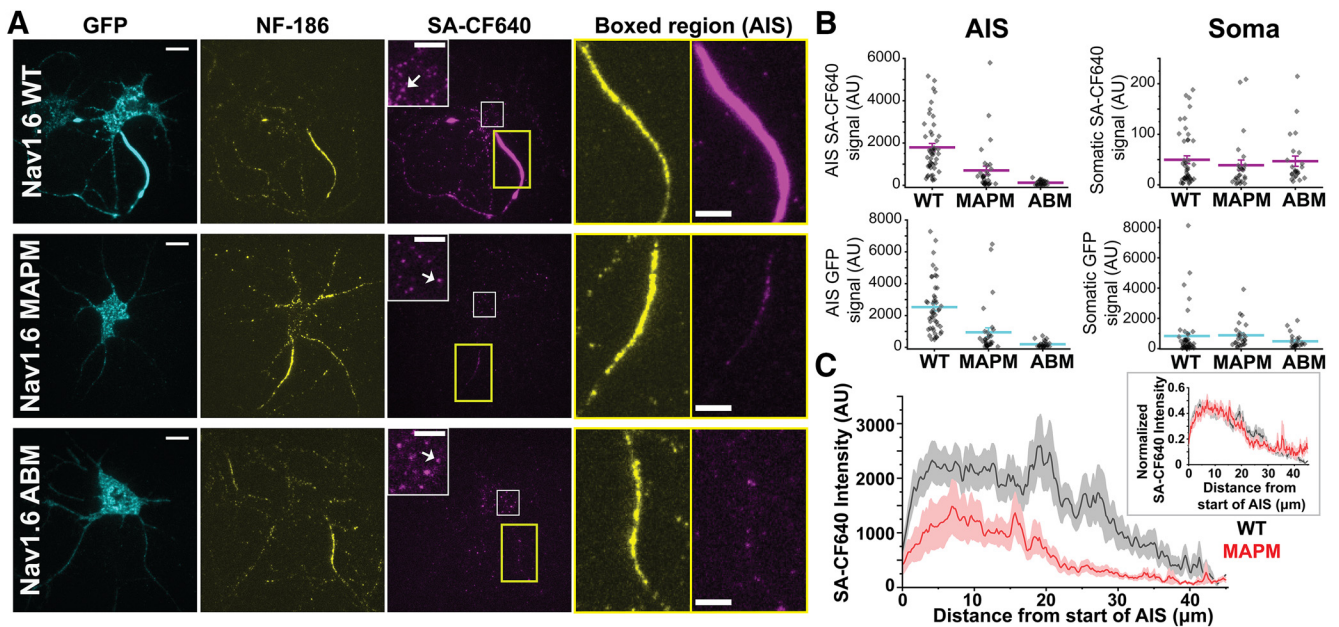 A
GFP
NF-186
SA-CF640
Boxed region (AIS)
Nav1.6 WT
Nav1.6 MAPM
Nav1.6 ABM
B
AIS
Soma
AIS SA-CF640
signal (AU)
6000
4000
2000
0
WT MAPM ABM
Somatic SA-CF640
signal (AU)
200
100
0
WT MAPM ABM
AIS GFP
signal (AU)
8000
6000
4000
2000
0
WT MAPM ABM
Somatic GFP
signal (AU)
8000
6000
4000
2000
0
WT MAPM ABM
C
SA-CF640 Intensity (AU)
3000
2000
1000
0
0 10 20 30 40
Distance from start of AIS (µm)
Normalized
SA-CF640 Intensity
0.6
0.4
0.2
0
0 10 20 30 40
Distance from
start of AIS (µm)
WT
MAPM